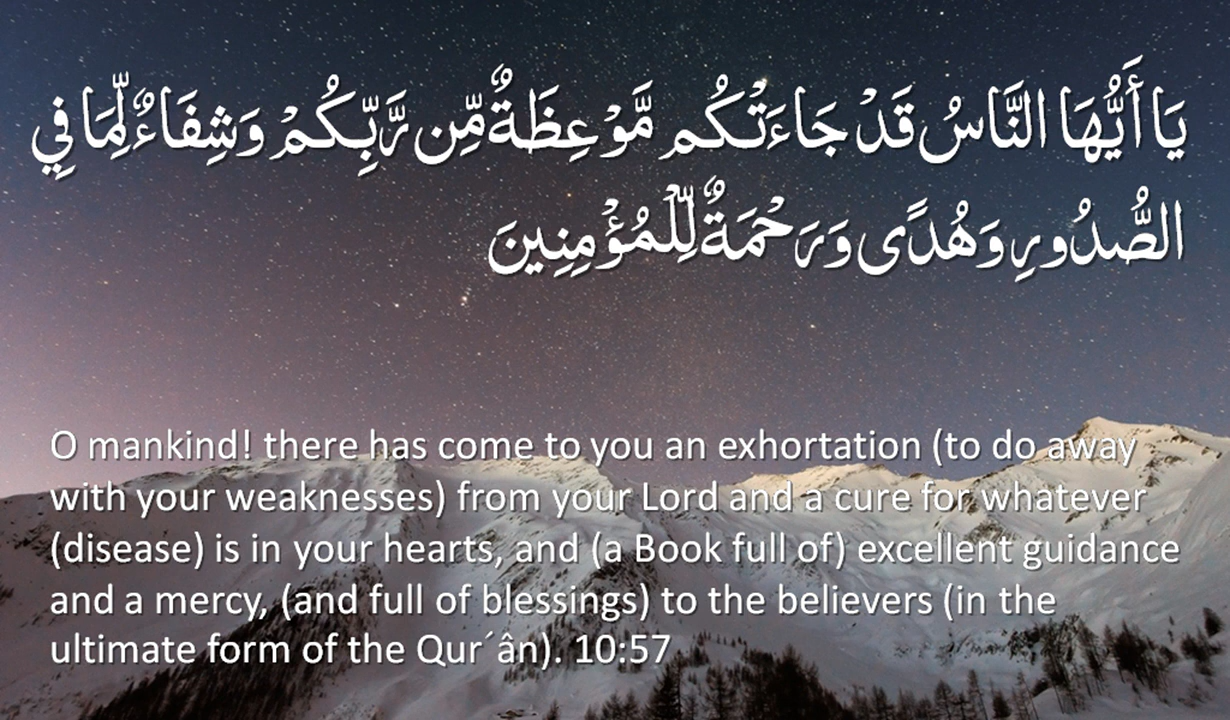 يَا أَيُّهَا النَّاسُ قَدْ جَاءَتْكُم مَّوْعِظَةٌ مِّن رَّبِّكُمْ وَشِفَاءٌ لِّمَا فِي
الصُّدُورِ وَهُدًى وَرَحْمَةٌ لِّلْمُؤْمِنِينَ
O mankind! there has come to you an exhortation (to do away
with your weaknesses) from your Lord and a cure for whatever
(disease) is in your hearts, and (a Book full of) excellent guidance
and a mercy, (and full of blessings) to the believers (in the
ultimate form of the Qur´ân). 10:57